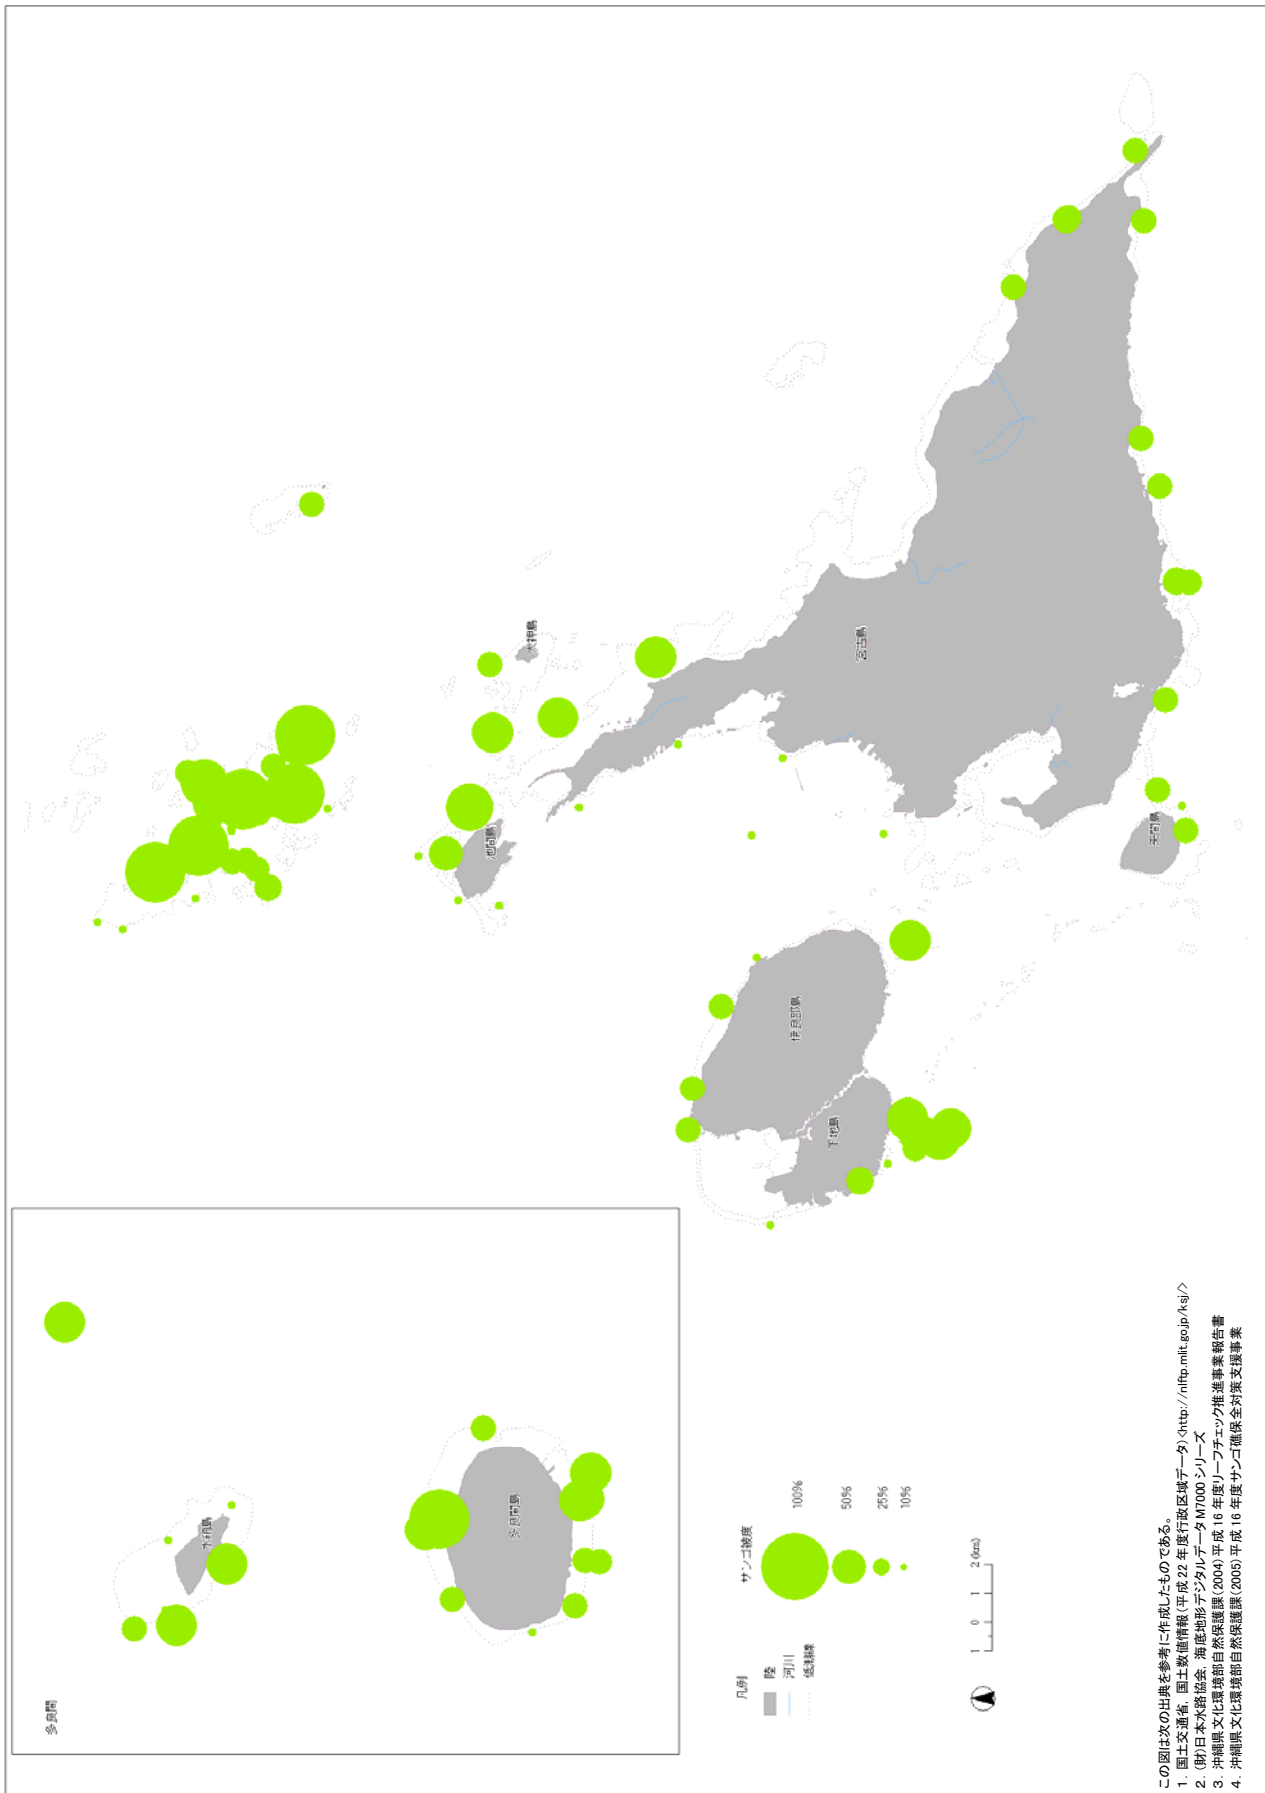 多良間
水納島
多良間島
池間島
大神島
宮古島
伊良部島
下地島
来間島
凡例
陸
河川
低潮線
サンゴ被度
100%
50%
25%
10%
1 0 1 2 (km)
この図は次の出典を参考に作成したものである。
1. 国土交通省. 国土数値情報(平成 22 年度行政区域データ)<http://nlftp.mlit.go.jp/ksj/>
2. (財)日本水路協会. 海底地形デジタルデータ M7000 シリーズ
3. 沖縄県文化環境部自然保護課(2004) 平成 16 年度リーフチェック推進事業報告書
4. 沖縄県文化環境部自然保護課(2005) 平成 16 年度サンゴ礁保全対策支援事業